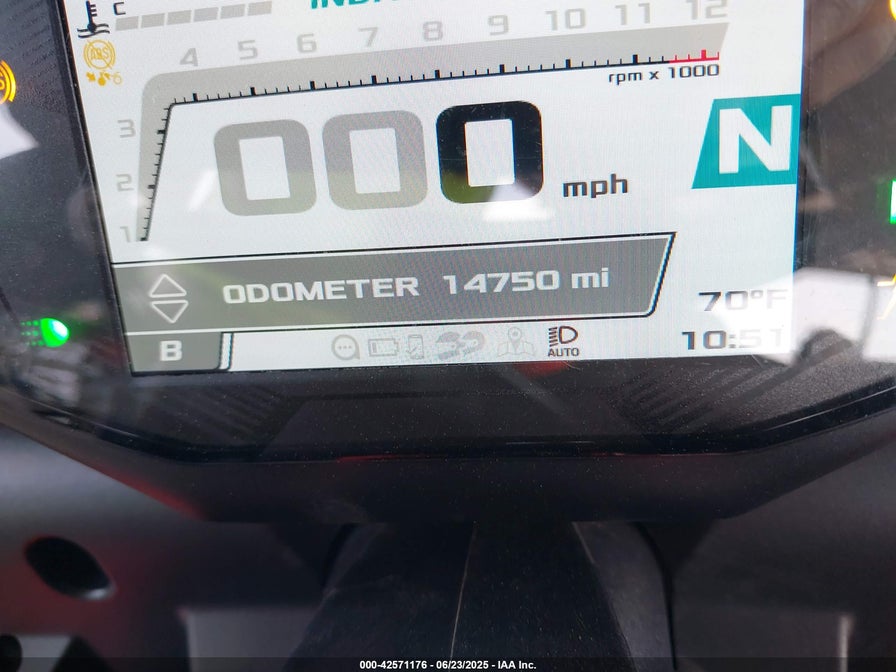 C
4 5 6 7 8 9 10 11 12
ABS
rpm x 1000
3
2
1
000 mph
N
ODOMETER 14750 mi
70°F
B
AUTO
10:51
000-42571176 - 06/23/2025 - IAA Inc.